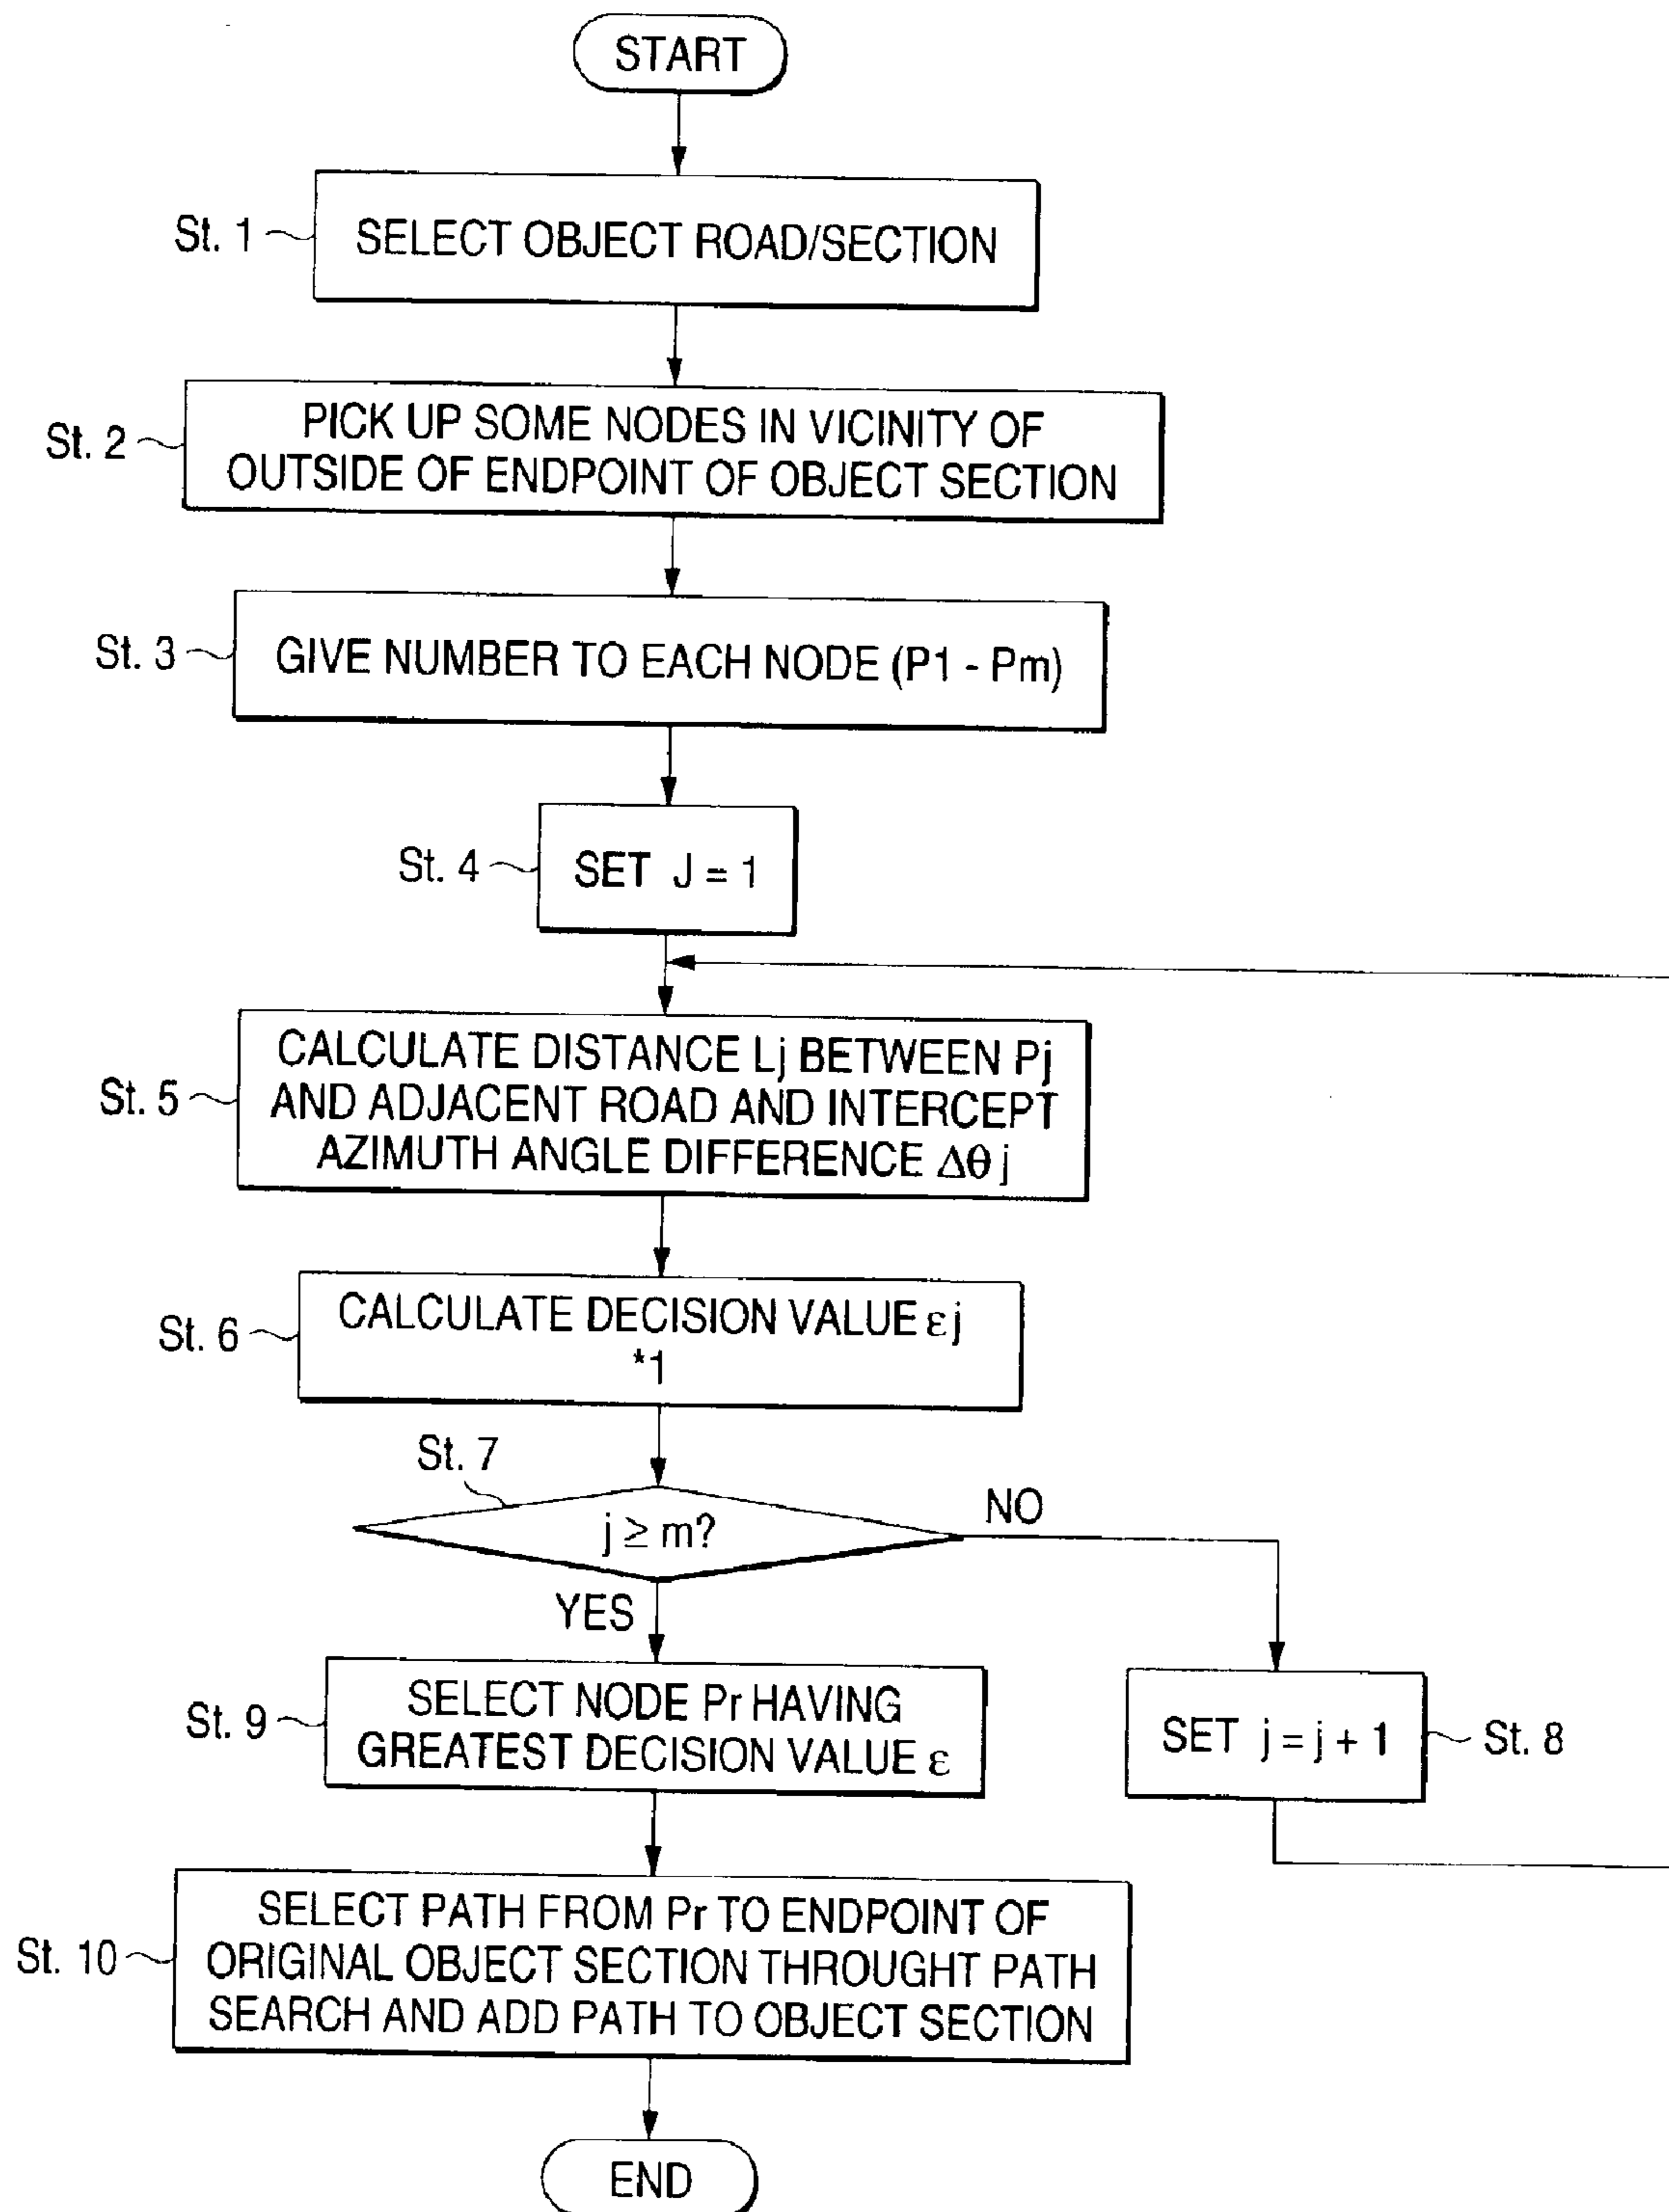 START
St. 1
SELECT OBJECT ROAD/SECTION
St. 2
PICK UP SOME NODES IN VICINITY OF
OUTSIDE OF ENDPOINT OF OBJECT SECTION
St. 3
GIVE NUMBER TO EACH NODE (P1 - Pm)
St. 4
SET J = 1
St. 5
CALCULATE DISTANCE Lj BETWEEN Pj
AND ADJACENT ROAD AND INTERCEPT
AZIMUTH ANGLE DIFFERENCE Δθ j
St. 6
CALCULATE DECISION VALUE ε j
*1
St. 7
j ≥ m?
NO
YES
St. 9
SELECT NODE Pr HAVING
GREATEST DECISION VALUE ε
SET j = j + 1
St. 8
St. 10
SELECT PATH FROM Pr TO ENDPOINT OF
ORIGINAL OBJECT SECTION THROUGHT PATH
SEARCH AND ADD PATH TO OBJECT SECTION
END